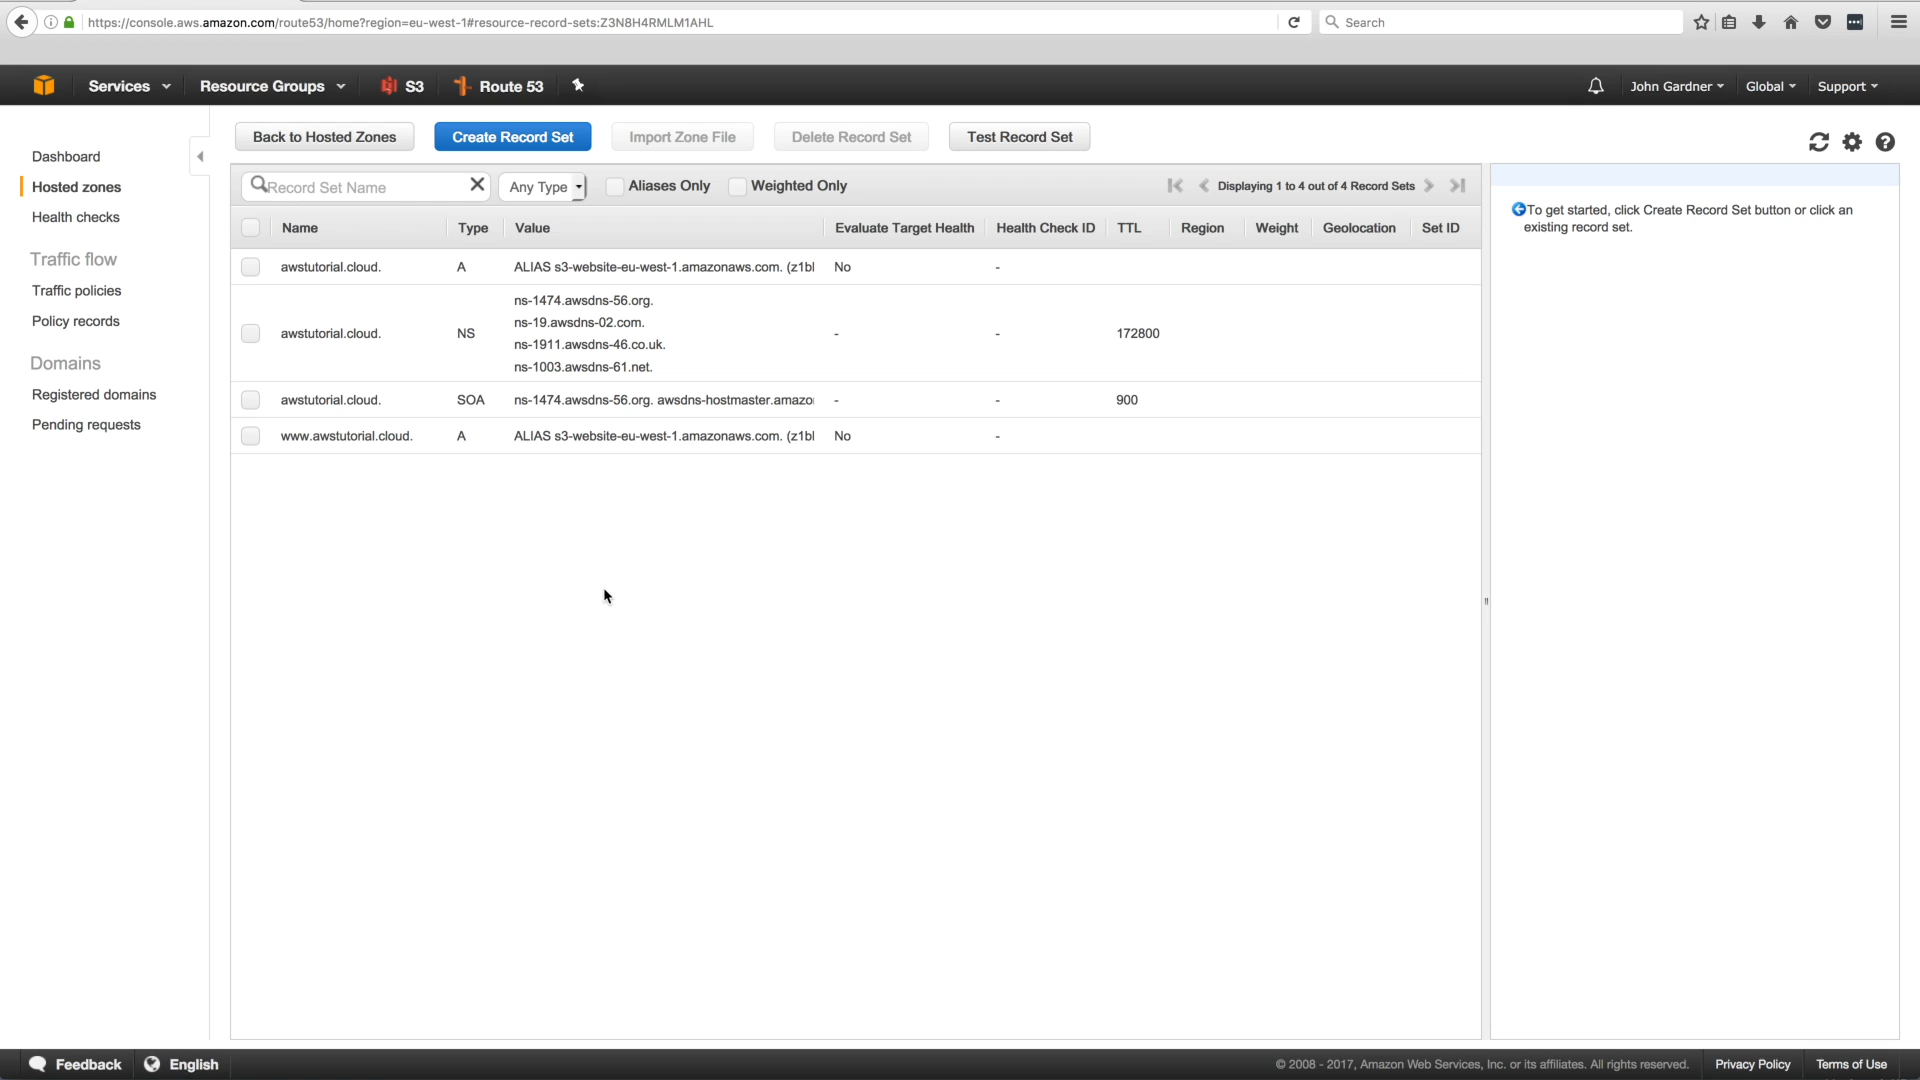 https://console.aws.amazon.com/route53/home?region=eu-west-1#resource-record-sets:Z3N8H4RMLM1AHL
Search
Services
Resource Groups
S3
Route 53
John Gardner
Global
Support
Dashboard
Hosted zones
Health checks
Traffic flow
Traffic policies
Policy records
Domains
Registered domains
Pending requests
Back to Hosted Zones
Create Record Set
Import Zone File
Delete Record Set
Test Record Set
Record Set Name
Any Type
Aliases Only
Weighted Only
Displaying 1 to 4 out of 4 Record Sets
Name Type Value Evaluate Target Health Health Check ID TTL Region Weight Geolocation Set ID
awstutorial.cloud. A ALIAS s3-website-eu-west-1.amazonaws.com. (z1bl No -
awstutorial.cloud. NS
ns-1474.awsdns-56.org.
ns-19.awsdns-02.com.
ns-1911.awsdns-46.co.uk.
ns-1003.awsdns-61.net.
- - 172800
awstutorial.cloud. SOA ns-1474.awsdns-56.org. awsdns-hostmaster.amazo - - 900
www.awstutorial.cloud. A ALIAS s3-website-eu-west-1.amazonaws.com. (z1bl No -
To get started, click Create Record Set button or click an
existing record set.
Feedback
English
© 2008 - 2017, Amazon Web Services, Inc. or its affiliates. All rights reserved.
Privacy Policy
Terms of Use